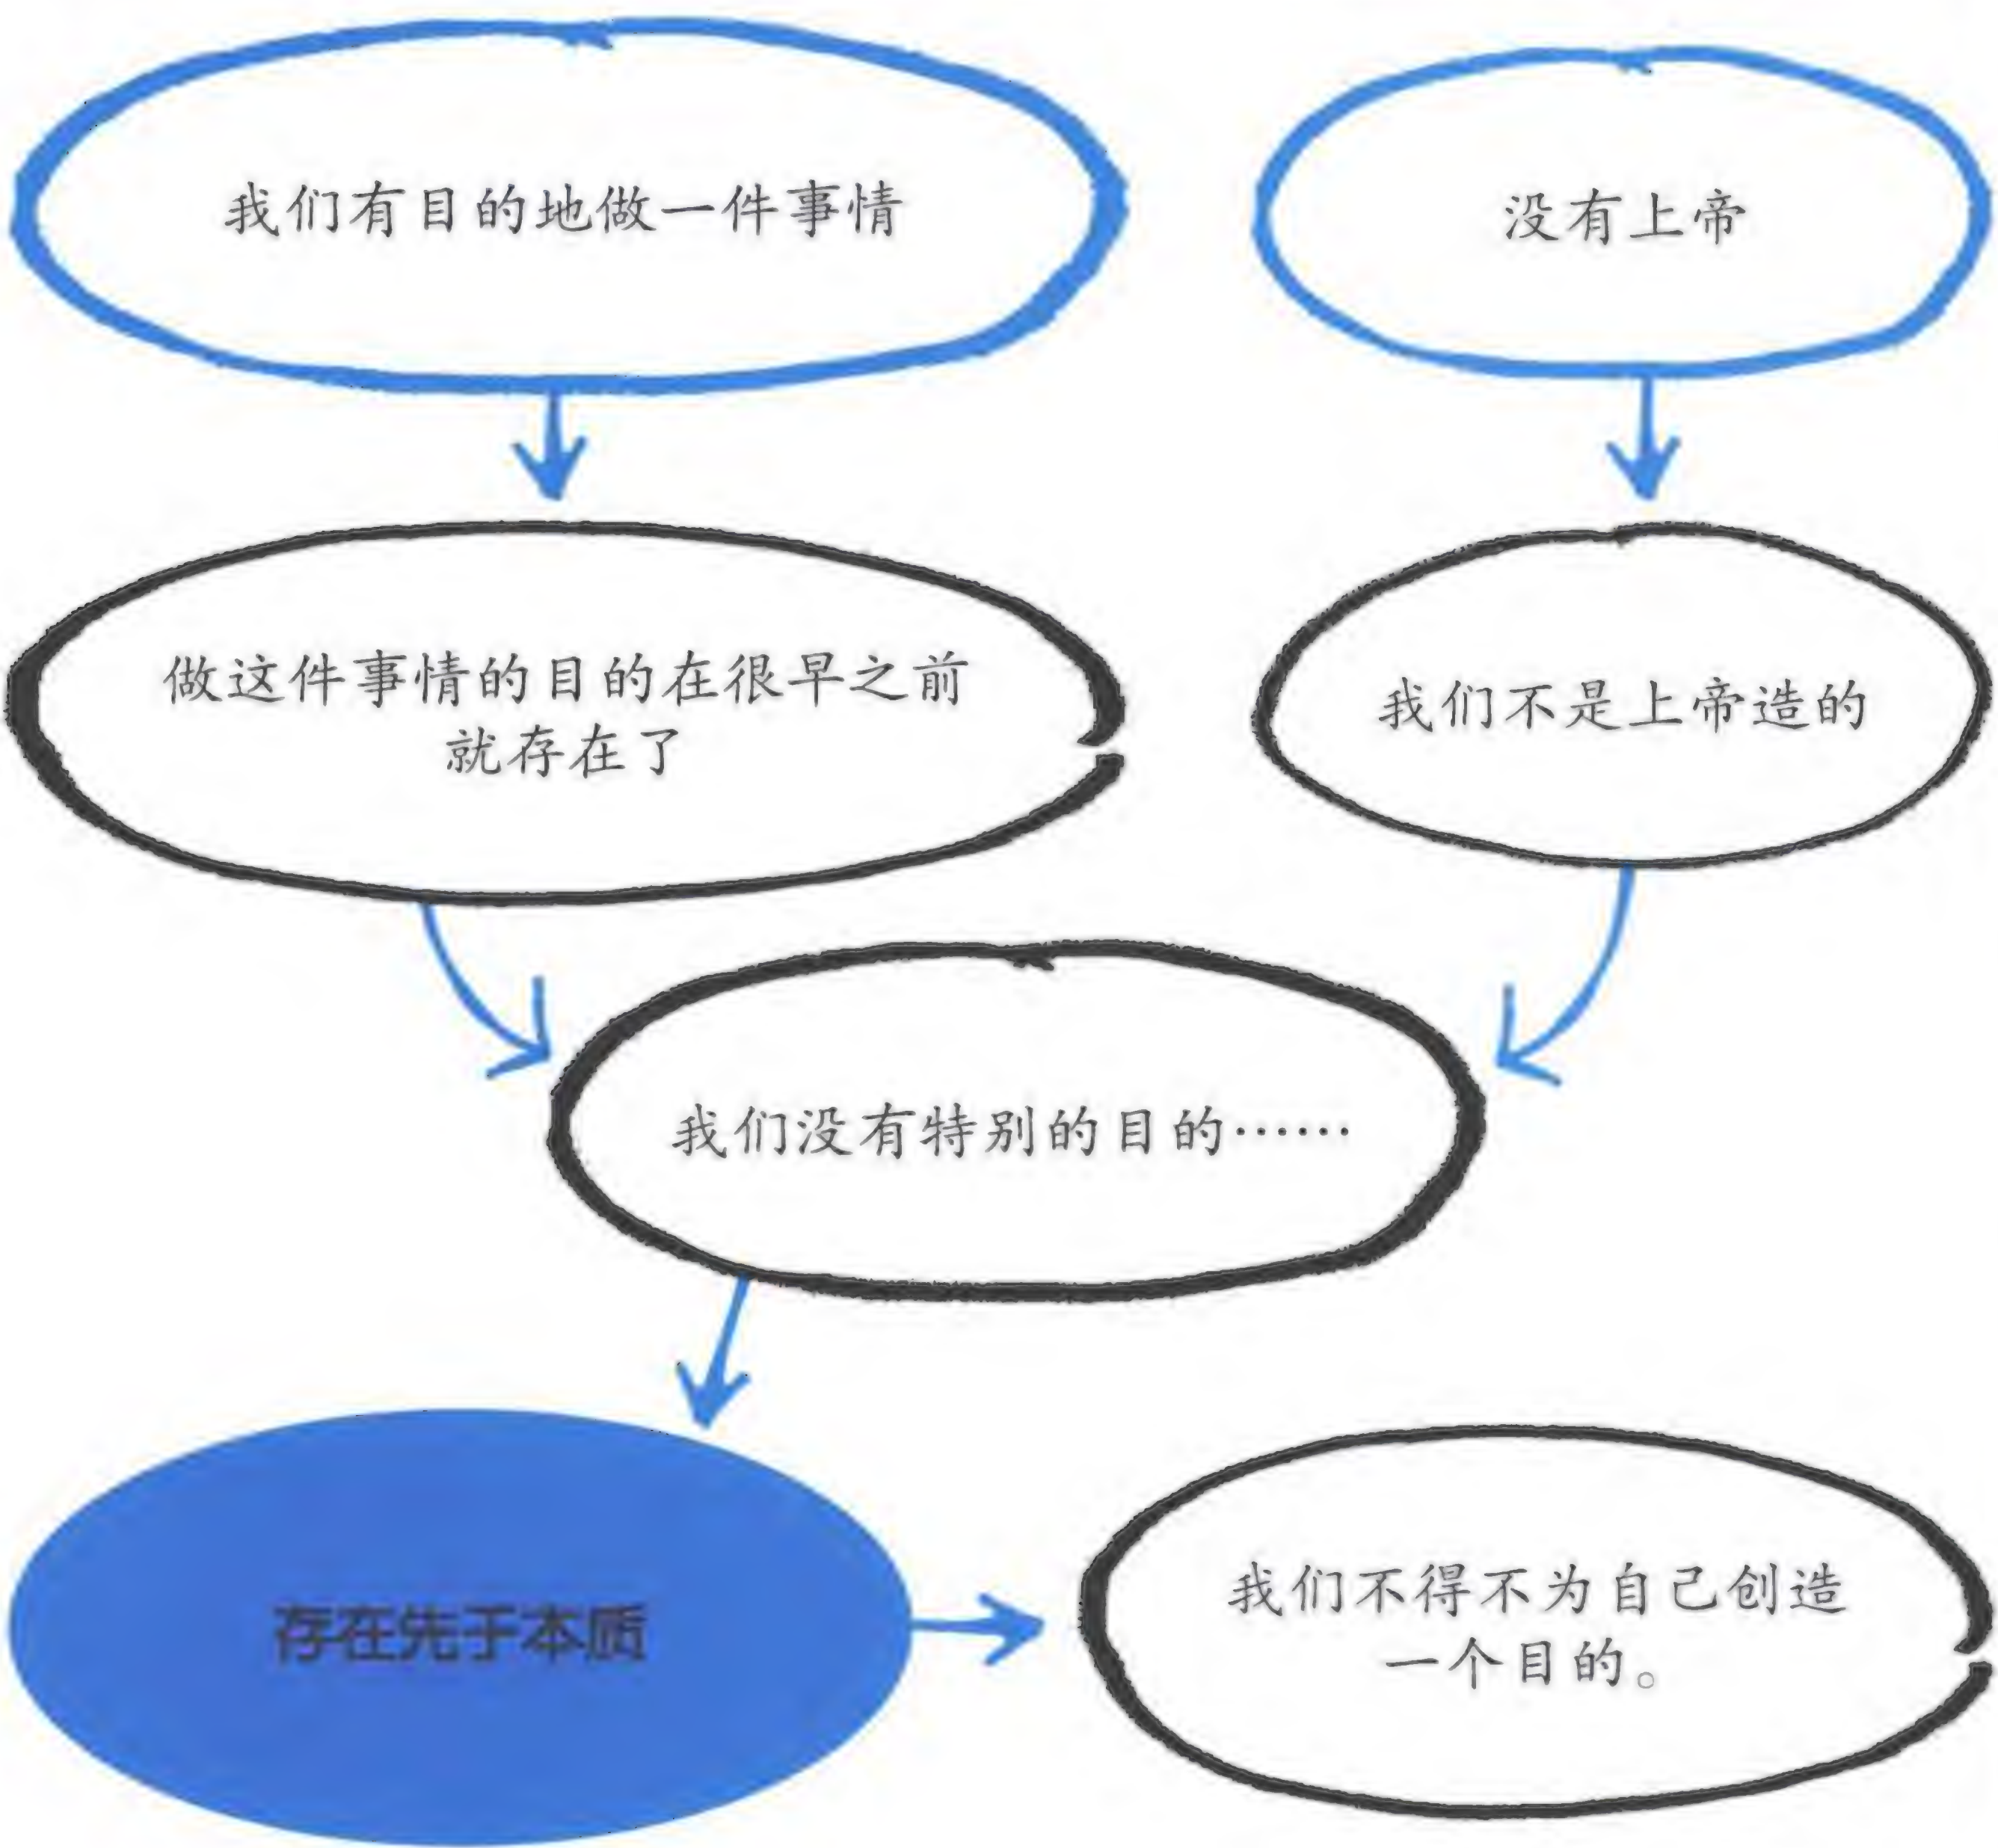 我们有目的地做一件事情
没有上帝
做这件事情的目的在很早之前
就存在了
我们不是上帝造的
我们没有特别的目的……
存在先于本质
我们不得不为自己创造
一个目的。